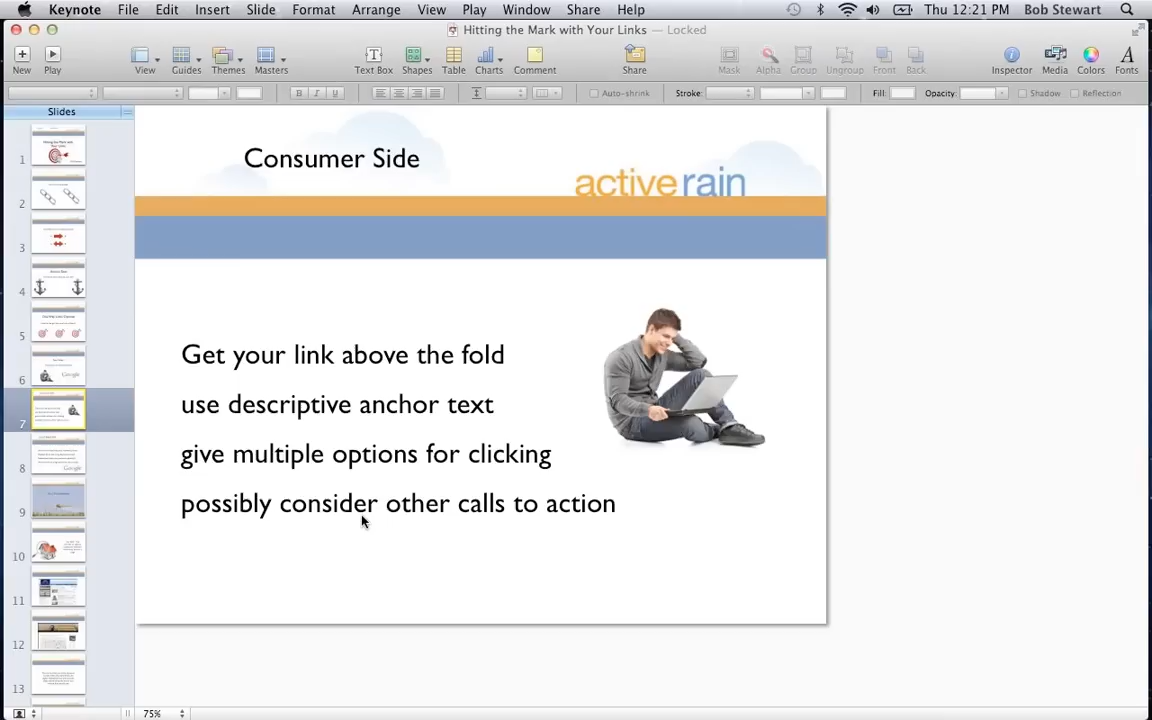 Keynote File Edit Insert Slide Format Arrange View Play Window Share Help Thu 12:21 PM Bob Stewart
Hitting the Mark with Your Links — Locked
New Play View Guides Themes Masters Text Box Shapes Table Charts Comment Share Mask Alpha Group Ungroup Front Back Inspector Media Colors Fonts
B I U Auto-shrink Stroke: Fill: Opacity: Shadow Reflection
Slides
1
2
3
4
5
6
7
8
9
10
11
12
13
Consumer Side
activerain
Get your link above the fold
use descriptive anchor text
give multiple options for clicking
possibly consider other calls to action
75%